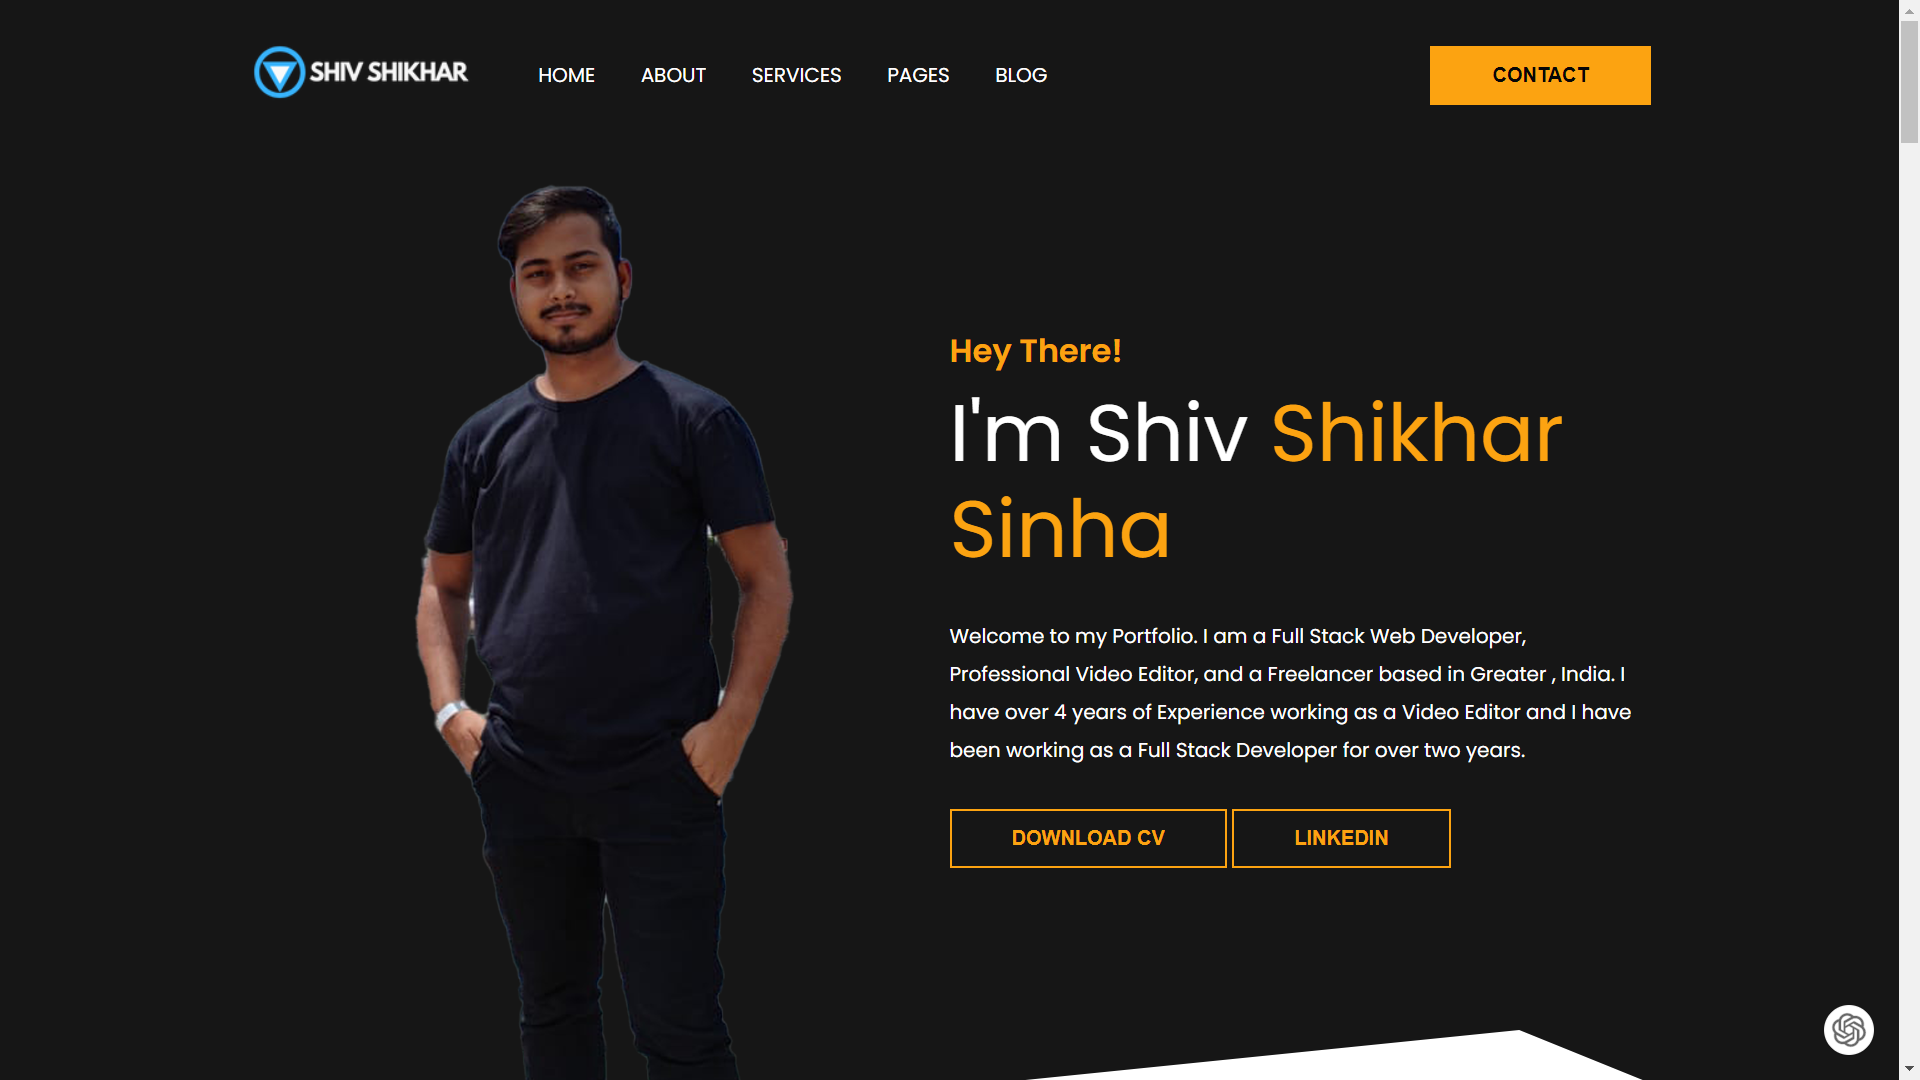 SHIV SHIKHAR
HOME
ABOUT
SERVICES
PAGES
BLOG
CONTACT
Hey There!
I'm Shiv Shikhar
Sinha
Welcome to my Portfolio. I am a Full Stack Web Developer,
Professional Video Editor, and a Freelancer based in Greater , India. I
have over 4 years of Experience working as a Video Editor and I have
been working as a Full Stack Developer for over two years.
DOWNLOAD CV
LINKEDIN